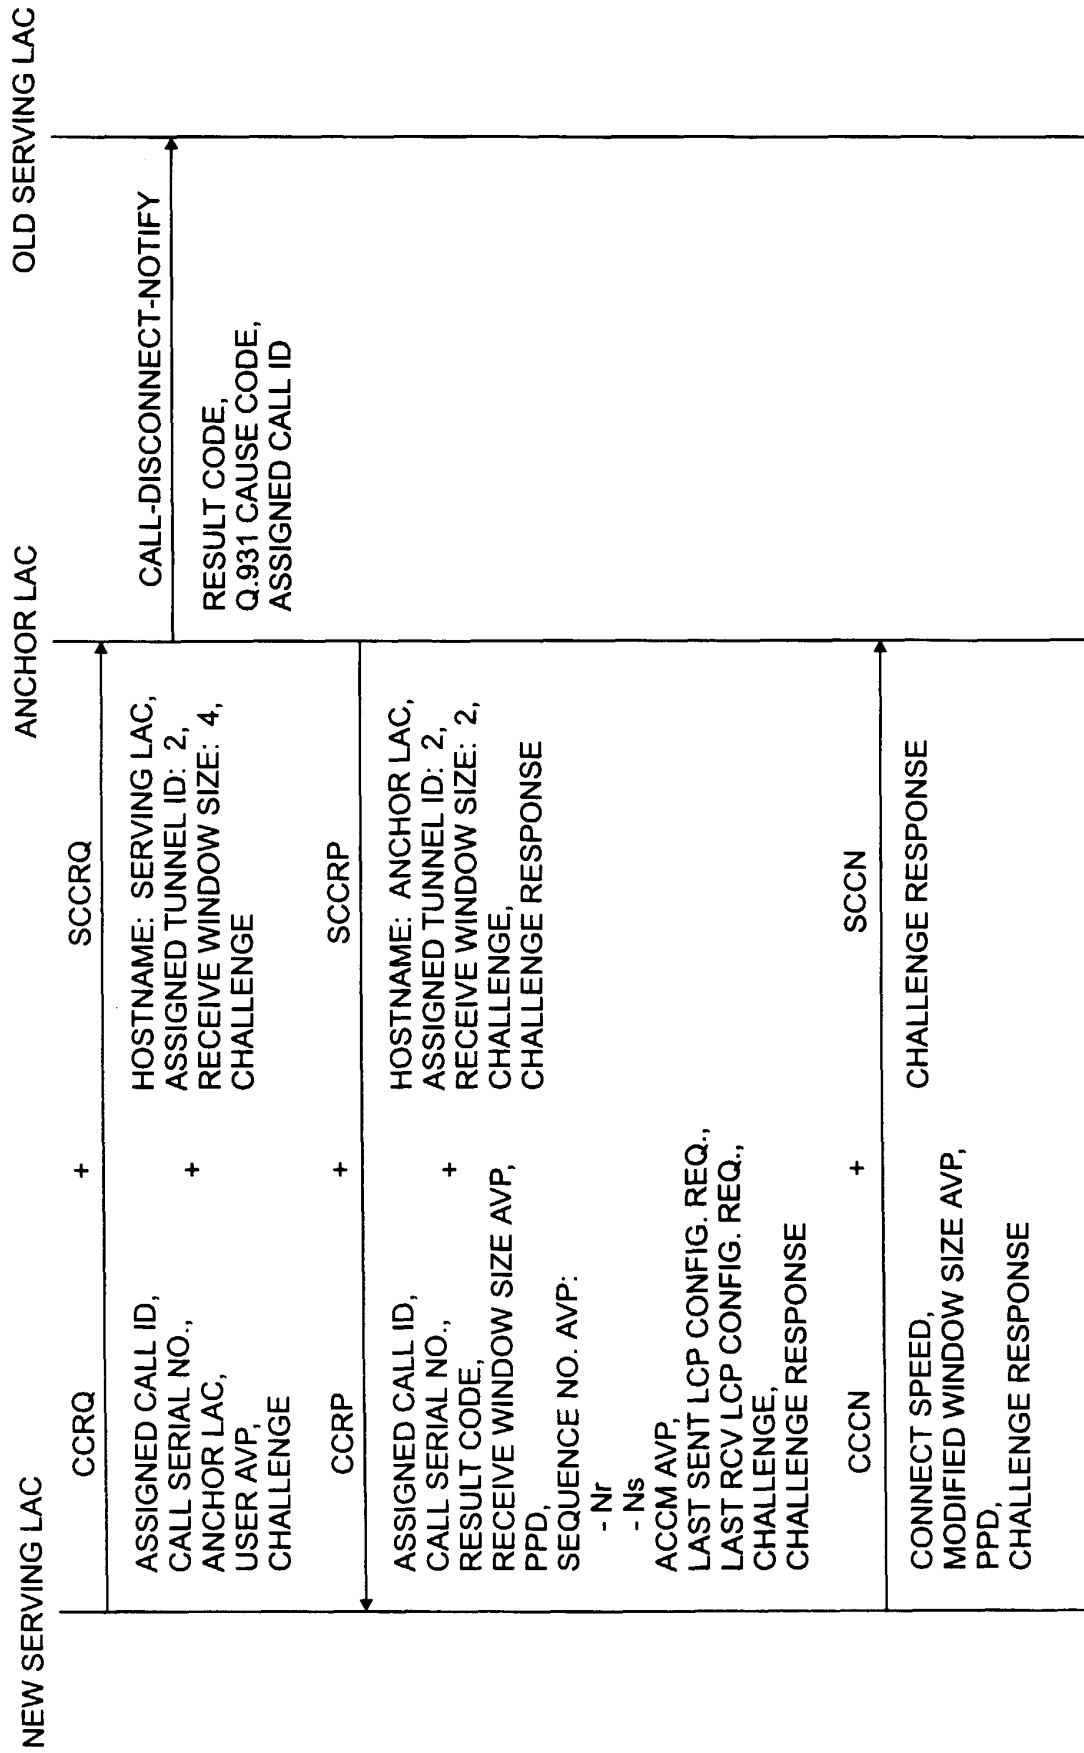 NEW SERVING LAC
ANCHOR LAC
OLD SERVING LAC
CCRQ + SCCRQ
ASSIGNED CALL ID,
CALL SERIAL NO.,
ANCHOR LAC,
USER AVP,
CHALLENGE
+
HOSTNAME: SERVING LAC,
ASSIGNED TUNNEL ID: 2,
RECEIVE WINDOW SIZE: 4,
CHALLENGE
CALL-DISCONNECT-NOTIFY
RESULT CODE,
Q.931 CAUSE CODE,
ASSIGNED CALL ID
CCRP + SCCRP
ASSIGNED CALL ID,
CALL SERIAL NO.,
RESULT CODE,
RECEIVE WINDOW SIZE AVP,
PPD,
SEQUENCE NO. AVP:
- Nr
- Ns
ACCM AVP,
LAST SENT LCP CONFIG. REQ.,
LAST RCV LCP CONFIG. REQ.,
CHALLENGE,
CHALLENGE RESPONSE
+
HOSTNAME: ANCHOR LAC,
ASSIGNED TUNNEL ID: 2,
RECEIVE WINDOW SIZE: 2,
CHALLENGE,
CHALLENGE RESPONSE
CCCN + SCCN
CONNECT SPEED,
MODIFIED WINDOW SIZE AVP,
PPD,
CHALLENGE RESPONSE
CHALLENGE RESPONSE